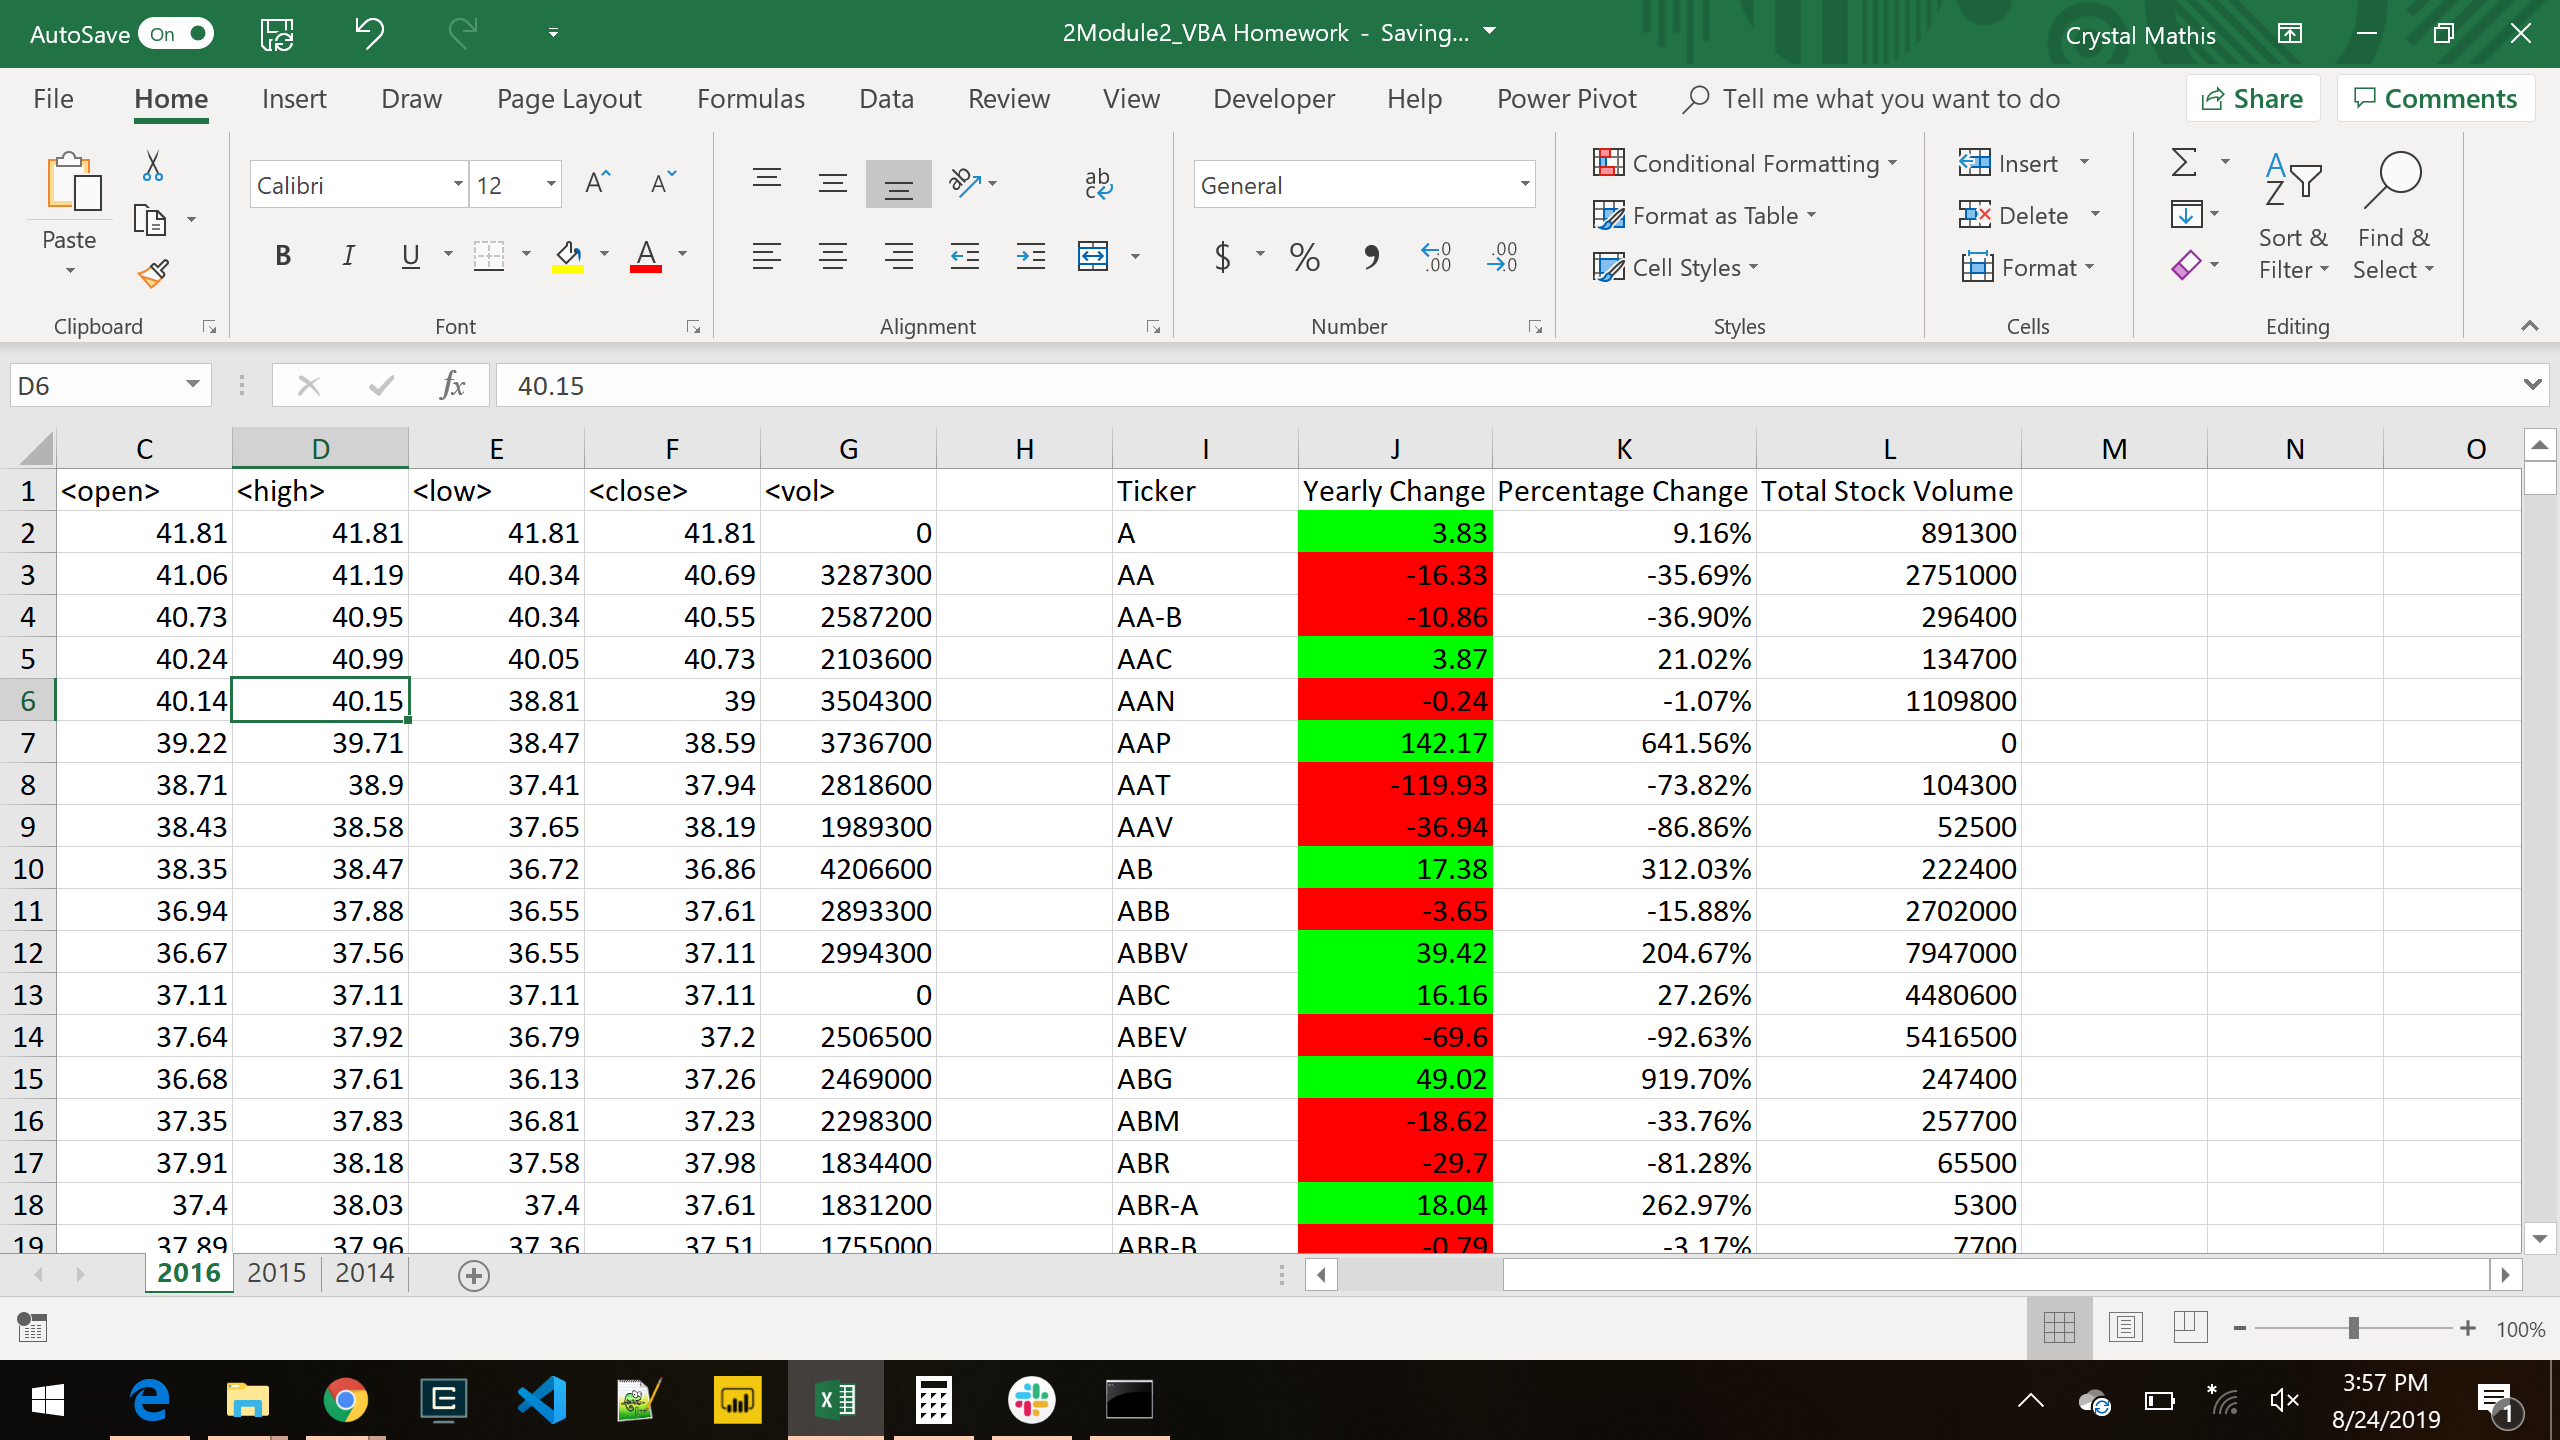 AutoSave On 2Module2_VBA Homework - Saving... Crystal Mathis
File Home Insert Draw Page Layout Formulas Data Review View Developer Help Power Pivot Tell me what you want to do Share Comments
Paste Calibri 12 General Conditional Formatting Format as Table Cell Styles Insert Delete Format Sort & Filter Find & Select
Clipboard Font Alignment Number Styles Cells Editing
D6 fx 40.15
C D E F G H I J K L M N O
1 <open> <high> <low> <close> <vol> Ticker Yearly Change Percentage Change Total Stock Volume
2 41.81 41.81 41.81 41.81 0 A 3.83 9.16% 891300
3 41.06 41.19 40.34 40.69 3287300 AA -16.33 -35.69% 2751000
4 40.73 40.95 40.34 40.55 2587200 AA-B -10.86 -36.90% 296400
5 40.24 40.99 40.05 40.73 2103600 AAC 3.87 21.02% 134700
6 40.14 40.15 38.81 39 3504300 AAN -0.24 -1.07% 1109800
7 39.22 39.71 38.47 38.59 3736700 AAP 142.17 641.56% 0
8 38.71 38.9 37.41 37.94 2818600 AAT -119.93 -73.82% 104300
9 38.43 38.58 37.65 38.19 1989300 AAV -36.94 -86.86% 52500
10 38.35 38.47 36.72 36.86 4206600 AB 17.38 312.03% 222400
11 36.94 37.88 36.55 37.61 2893300 ABB -3.65 -15.88% 2702000
12 36.67 37.56 36.55 37.11 2994300 ABBV 39.42 204.67% 7947000
13 37.11 37.11 37.11 37.11 0 ABC 16.16 27.26% 4480600
14 37.64 37.92 36.79 37.2 2506500 ABEV -69.6 -92.63% 5416500
15 36.68 37.61 36.13 37.26 2469000 ABG 49.02 919.70% 247400
16 37.35 37.83 36.81 37.23 2298300 ABM -18.62 -33.76% 257700
17 37.91 38.18 37.58 37.98 1834400 ABR -29.7 -81.28% 65500
18 37.4 38.03 37.4 37.61 1831200 ABR-A 18.04 262.97% 5300
19 37.89 37.96 37.36 37.51 1755000 ABR-B -0.79 -3.17% 7700
2016 2015 2014
100%
3:57 PM
8/24/2019
1